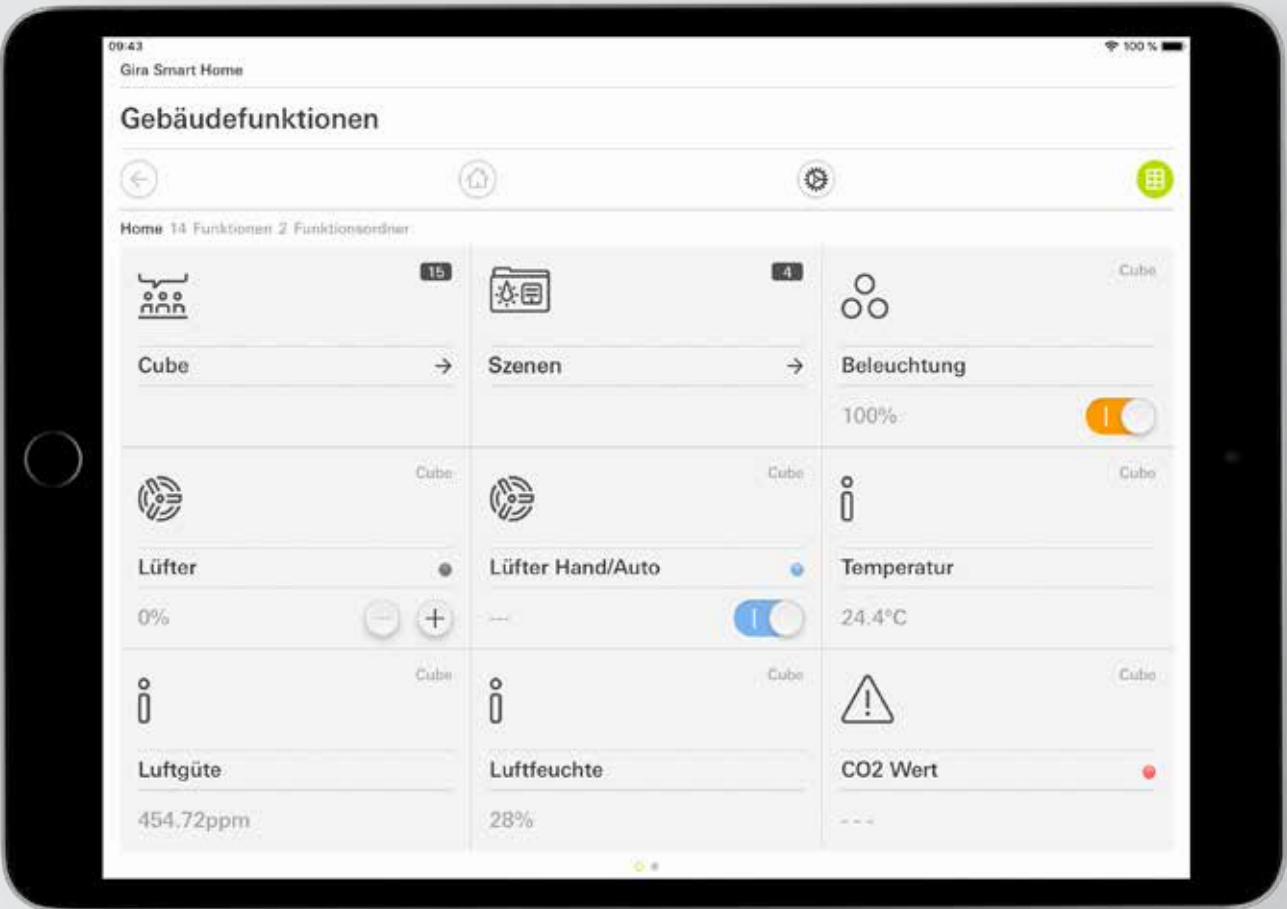 09:43
100 %
Gira Smart Home
Gebäudefunktionen
Home 14 Funktionen 2 Funktionsordner
15
Cube
4
Szenen
Cube
Beleuchtung
100%
Cube
Lüfter
0%
Cube
Lüfter Hand/Auto
---
Cube
Temperatur
24.4°C
Cube
Luftgüte
454.72ppm
Cube
Luftfeuchte
28%
Cube
CO2 Wert
---